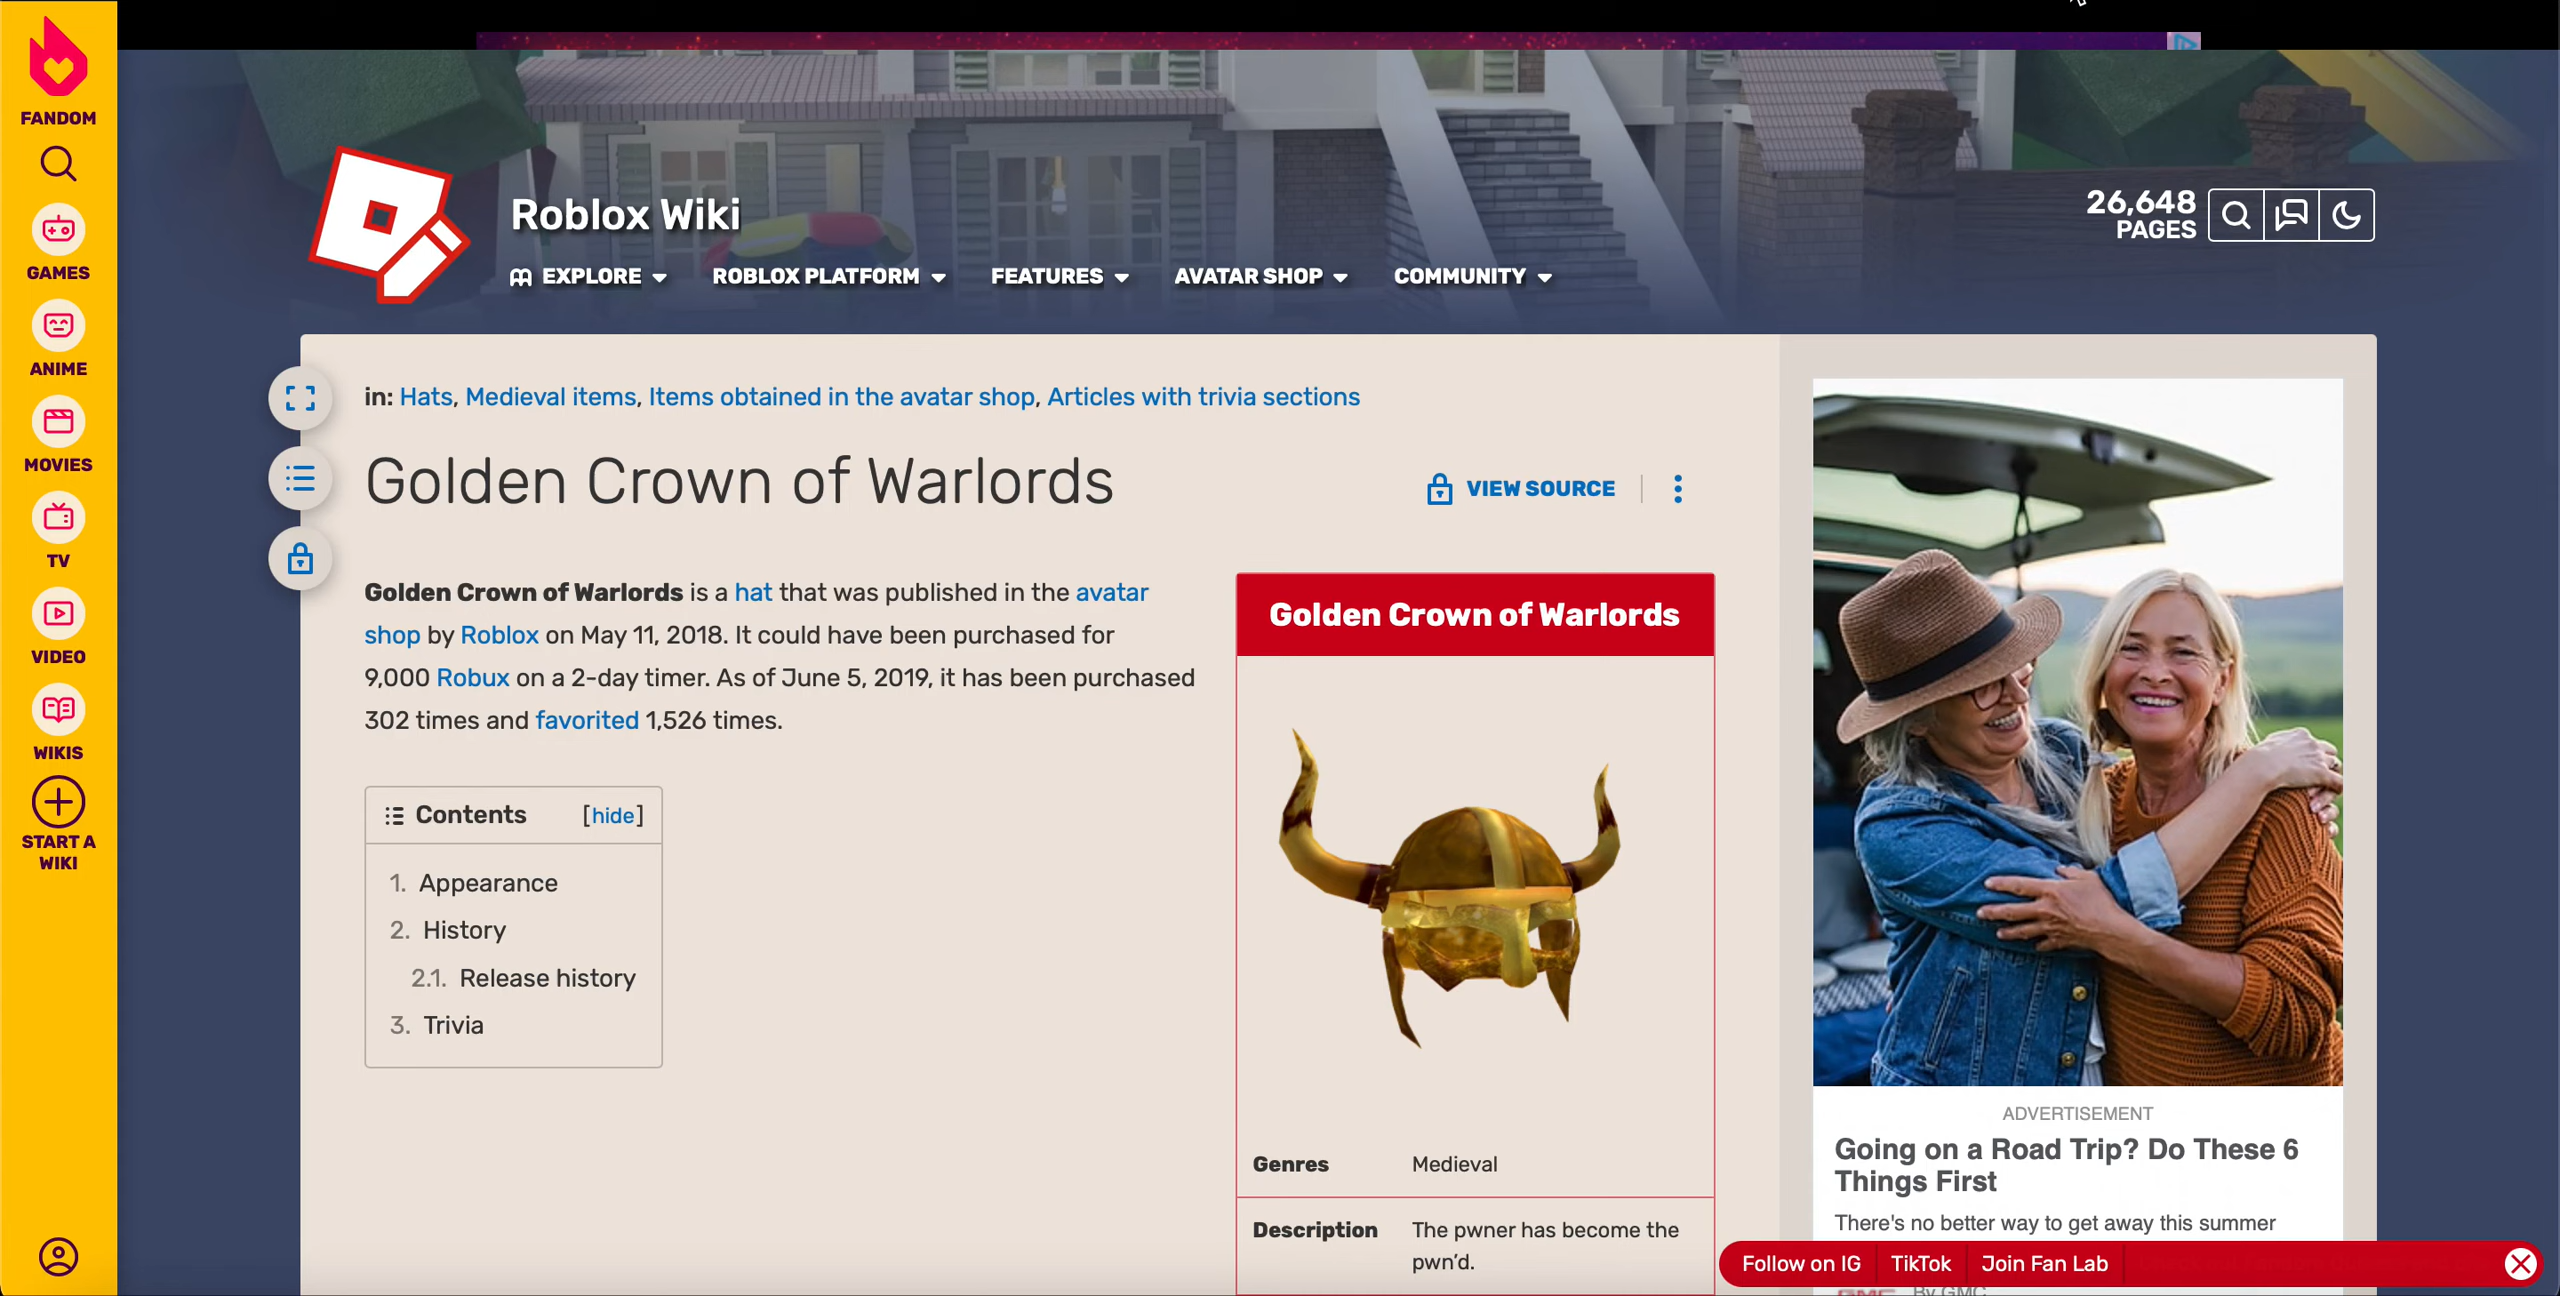 FANDOM
GAMES
ANIME
MOVIES
TV
VIDEO
WIKIS
START A
WIKI
Roblox Wiki
26,648
PAGES
EXPLORE
ROBLOX PLATFORM
FEATURES
AVATAR SHOP
COMMUNITY
in: Hats, Medieval items, Items obtained in the avatar shop, Articles with trivia sections
Golden Crown of Warlords
VIEW SOURCE
Golden Crown of Warlords is a hat that was published in the avatar
shop by Roblox on May 11, 2018. It could have been purchased for
9,000 Robux on a 2-day timer. As of June 5, 2019, it has been purchased
302 times and favorited 1,526 times.
Contents [hide]
1. Appearance
2. History
2.1. Release history
3. Trivia
Golden Crown of Warlords
Genres Medieval
Description The pwner has become the
pwn'd.
ADVERTISEMENT
Going on a Road Trip? Do These 6
Things First
There's no better way to get away this summer
Follow on IG TikTok Join Fan Lab
GMC By GMC